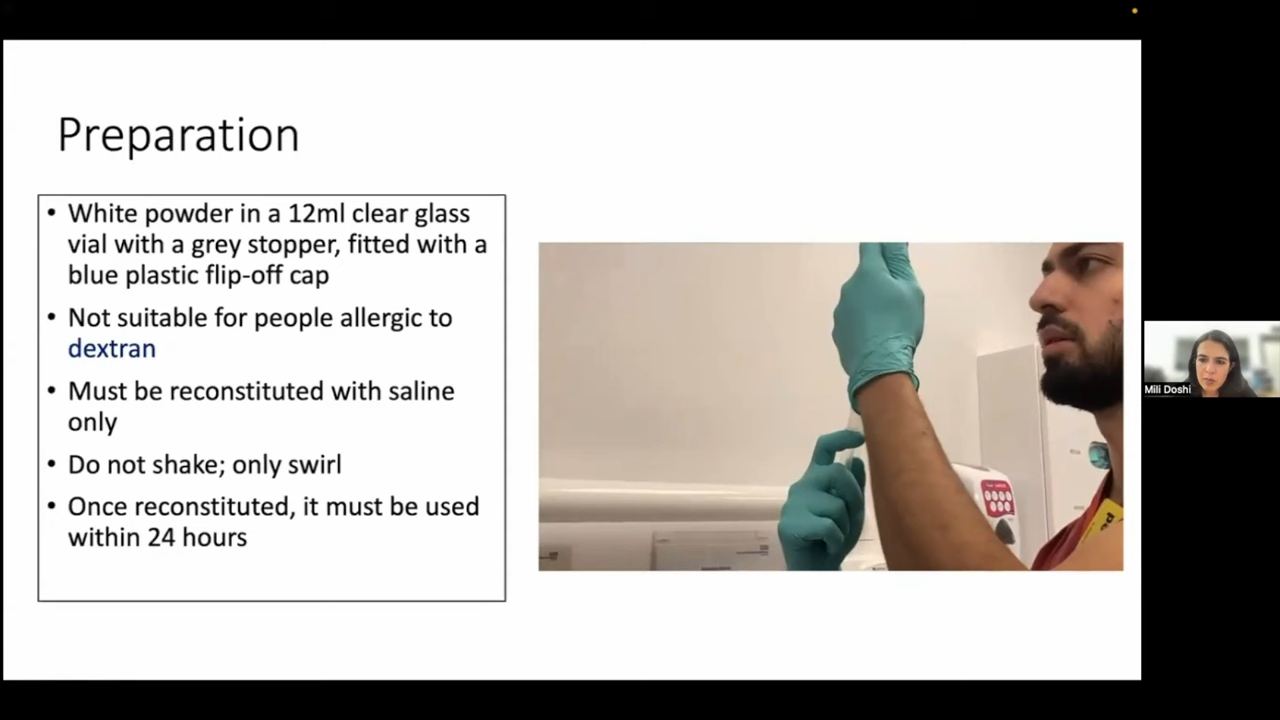 Preparation
• White powder in a 12ml clear glass
vial with a grey stopper, fitted with a
blue plastic flip-off cap
• Not suitable for people allergic to
dextran
• Must be reconstituted with saline
only
• Do not shake; only swirl
• Once reconstituted, it must be used
within 24 hours
Mili Doshi